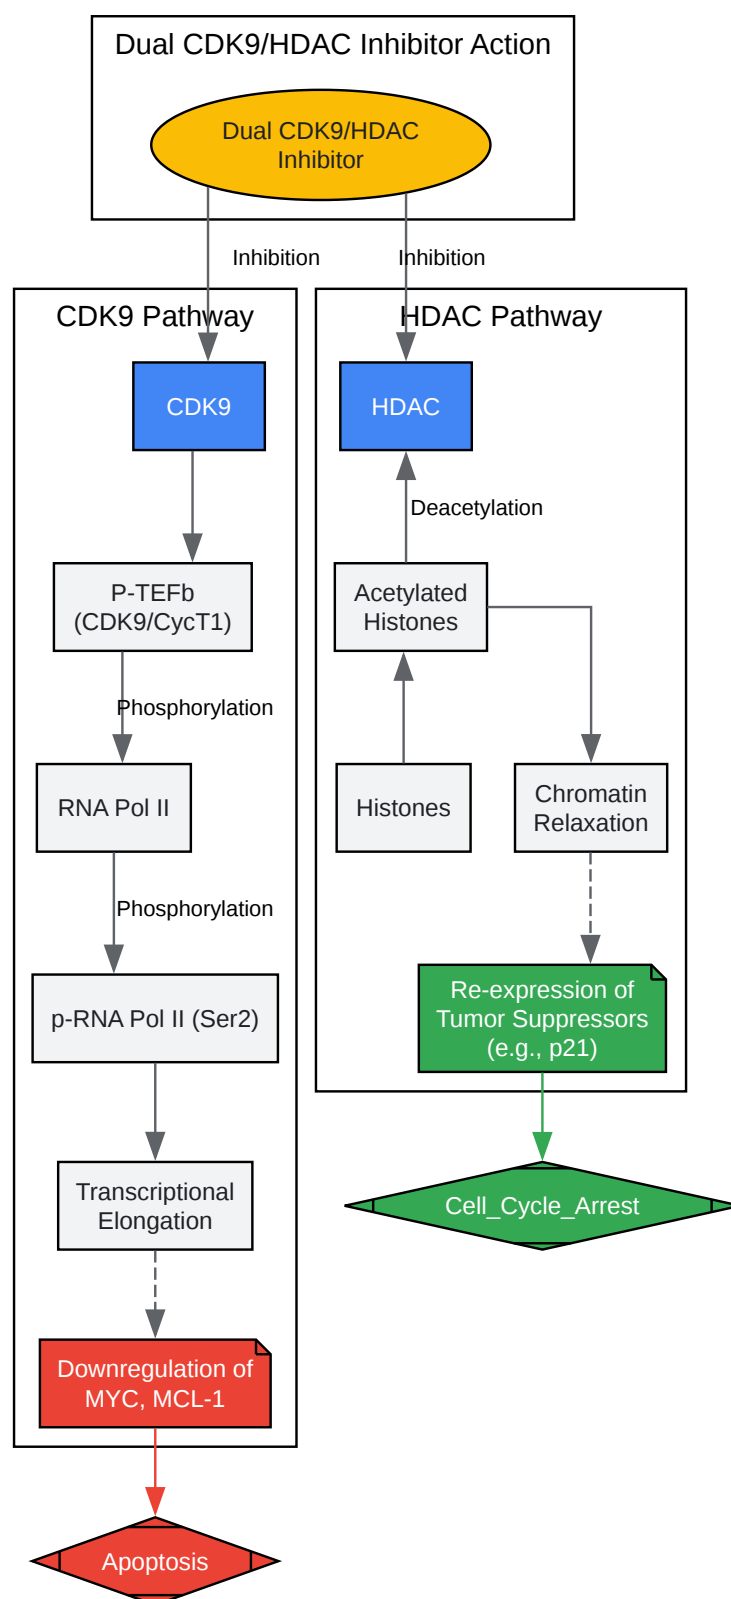 Dual CDK9/HDAC Inhibitor Action
Dual CDK9/HDAC
Inhibitor
Inhibition
Inhibition
CDK9 Pathway
CDK9
P-TEFb
(CDK9/CycT1)
Phosphorylation
RNA Pol II
Phosphorylation
p-RNA Pol II (Ser2)
Transcriptional
Elongation
Downregulation of
MYC, MCL-1
Apoptosis
HDAC Pathway
HDAC
Deacetylation
Acetylated
Histones
Histones
Chromatin
Relaxation
Re-expression of
Tumor Suppressors
(e.g., p21)
Cell_Cycle_Arrest